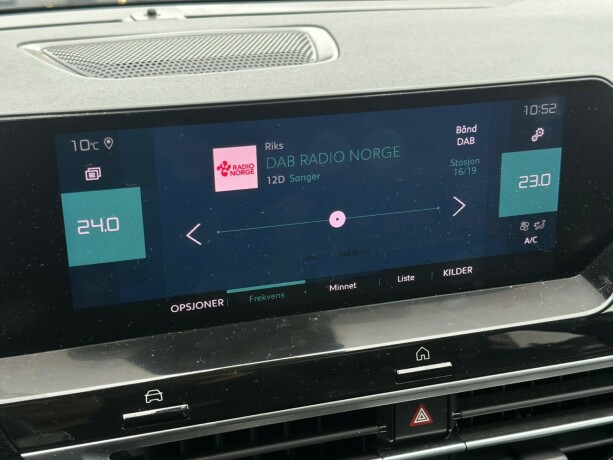 10°C
10:52
Riks
DAB RADIO NORGE
12D Sanger
RADIO
NORGE
Bånd
DAB
Stasjon
16/19
24.0
23.0
A/C
OPSJONER
Frekvens
Minnet
Liste
KILDER